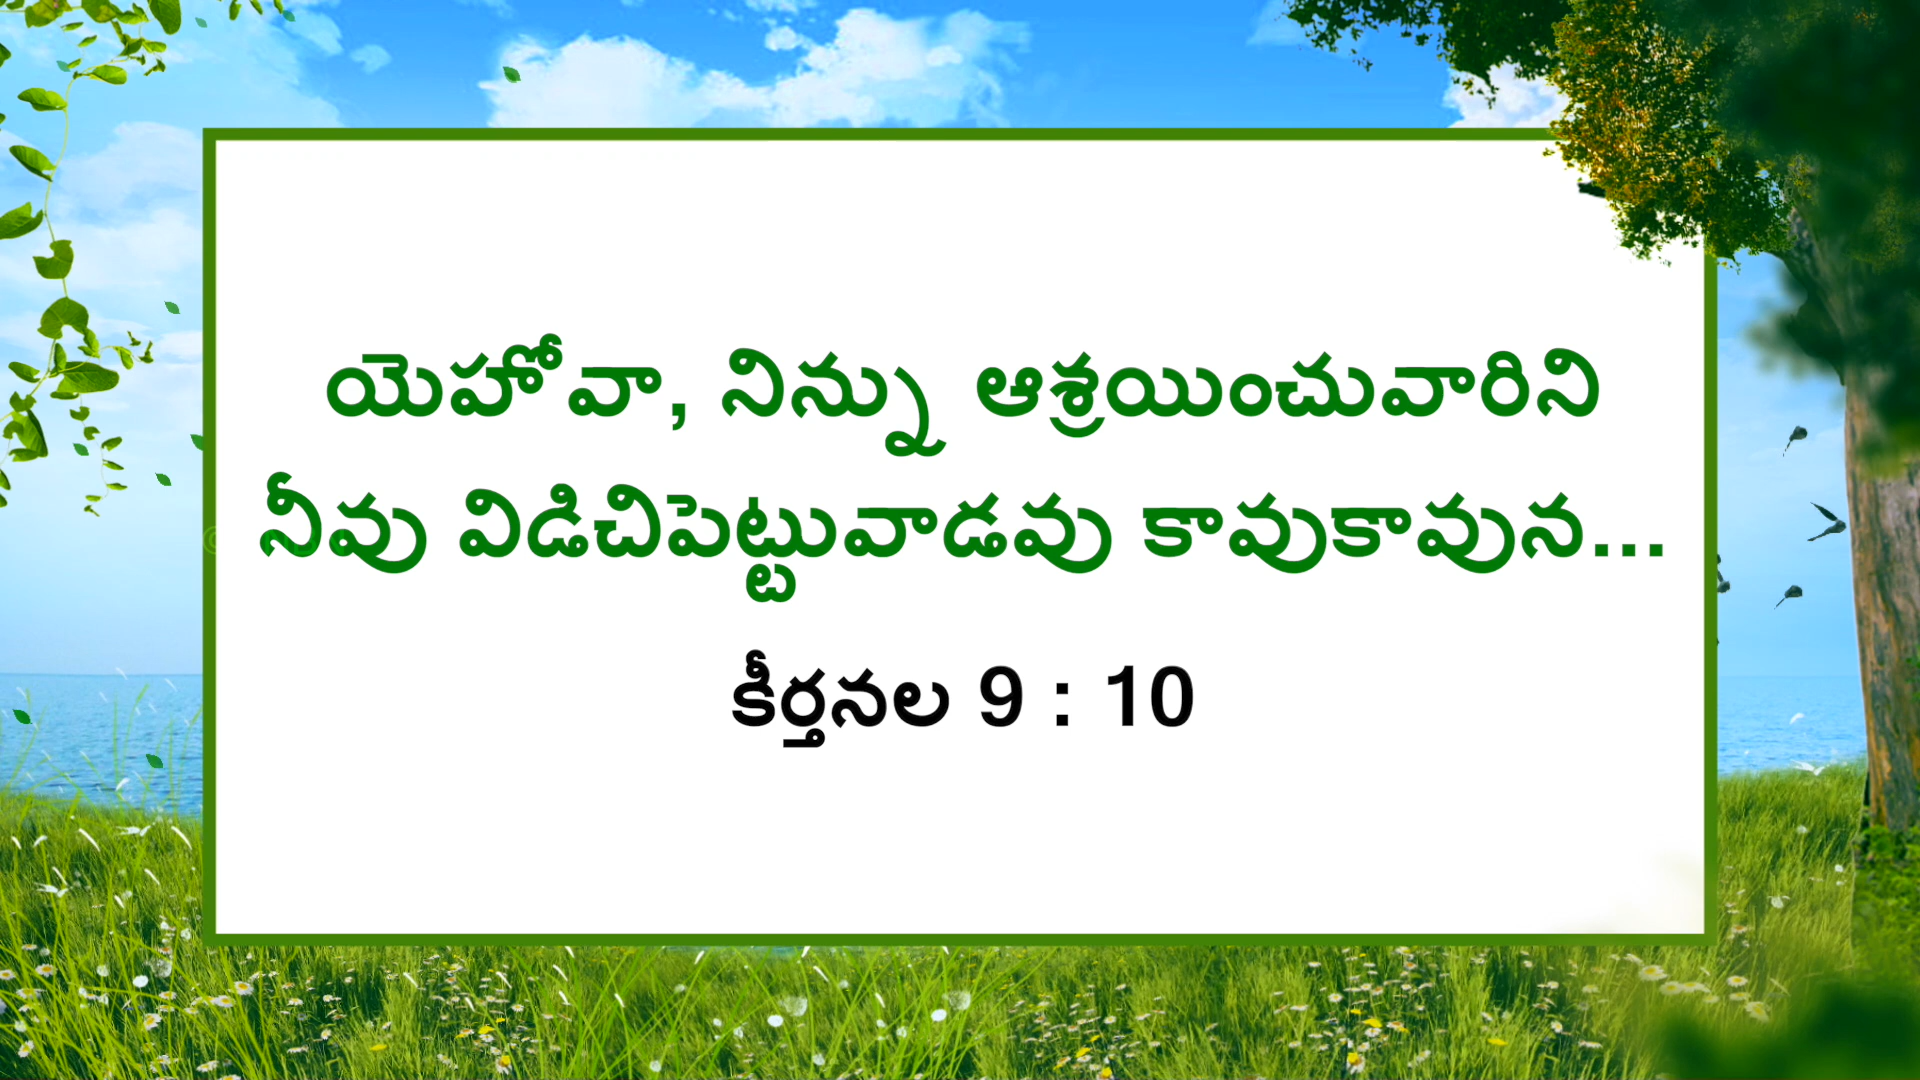 యెహోవా, నిన్ను ఆశ్రయించువారిని
నీవు విడిచిపెట్టువాడవు కావుకావున...
కీర్తనల 9 : 10